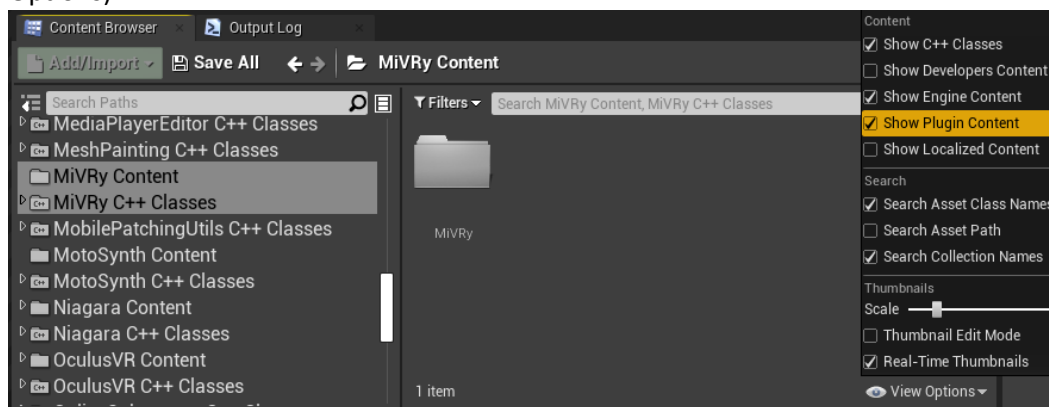 Content Browser
Output Log
Add/Import
Save All
MiVRy Content
Search Paths
MediaPlayerEditor C++ Classes
MeshPainting C++ Classes
MiVRy Content
MiVRy C++ Classes
MobilePatchingUtils C++ Classes
MotoSynth Content
MotoSynth C++ Classes
Niagara Content
Niagara C++ Classes
OculusVR Content
OculusVR C++ Classes
Filters
Search MiVRy Content, MiVRy C++ Classes
MiVRy
1 item
Content
Show C++ Classes
Show Developers Content
Show Engine Content
Show Plugin Content
Show Localized Content
Search
Search Asset Class Names
Search Asset Path
Search Collection Names
Thumbnails
Scale
Thumbnail Edit Mode
Real-Time Thumbnails
View Options